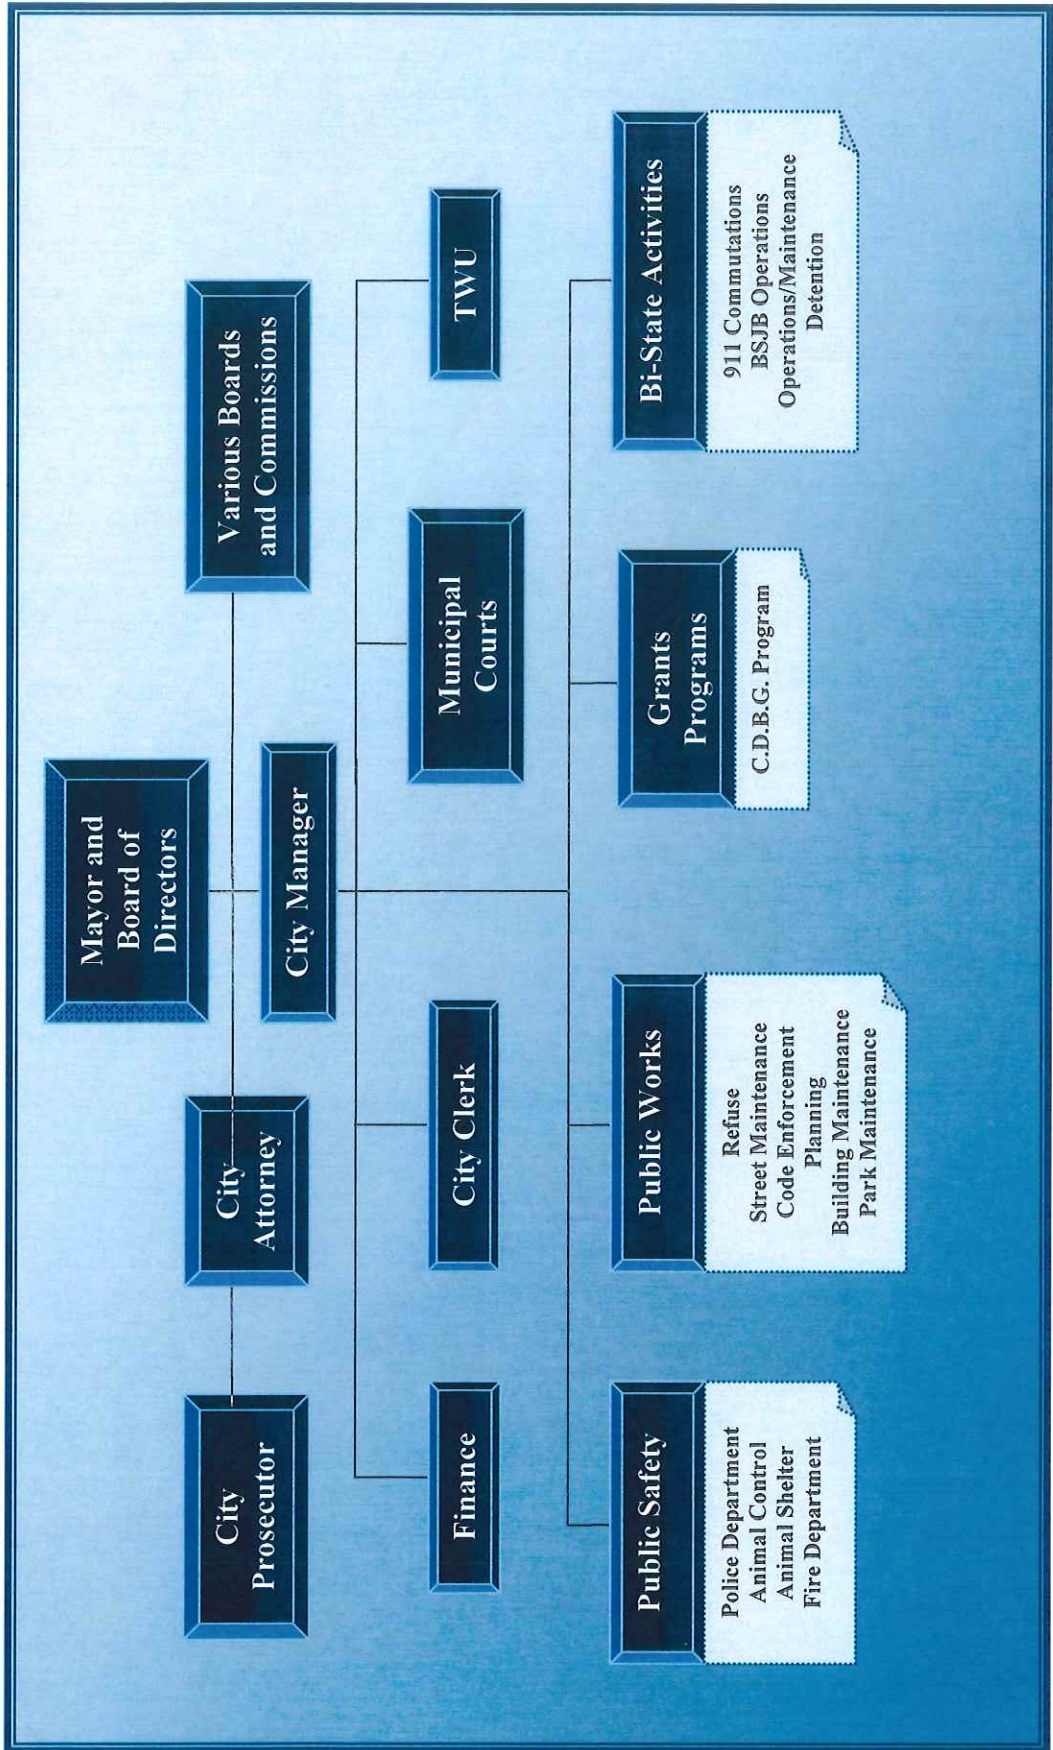 Mayor and
Board of
Directors
City
Prosecutor
City
Attorney
Various Boards
and Commissions
City Manager
Finance
City Clerk
Municipal
Courts
TWU
Public Safety
Police Department
Animal Control
Animal Shelter
Fire Department
Public Works
Refuse
Street Maintenance
Code Enforcement
Planning
Building Maintenance
Park Maintenance
Grants
Programs
C.D.B.G. Program
Bi-State Activities
911 Commutations
BSJB Operations
Operations/Maintenance
Detention